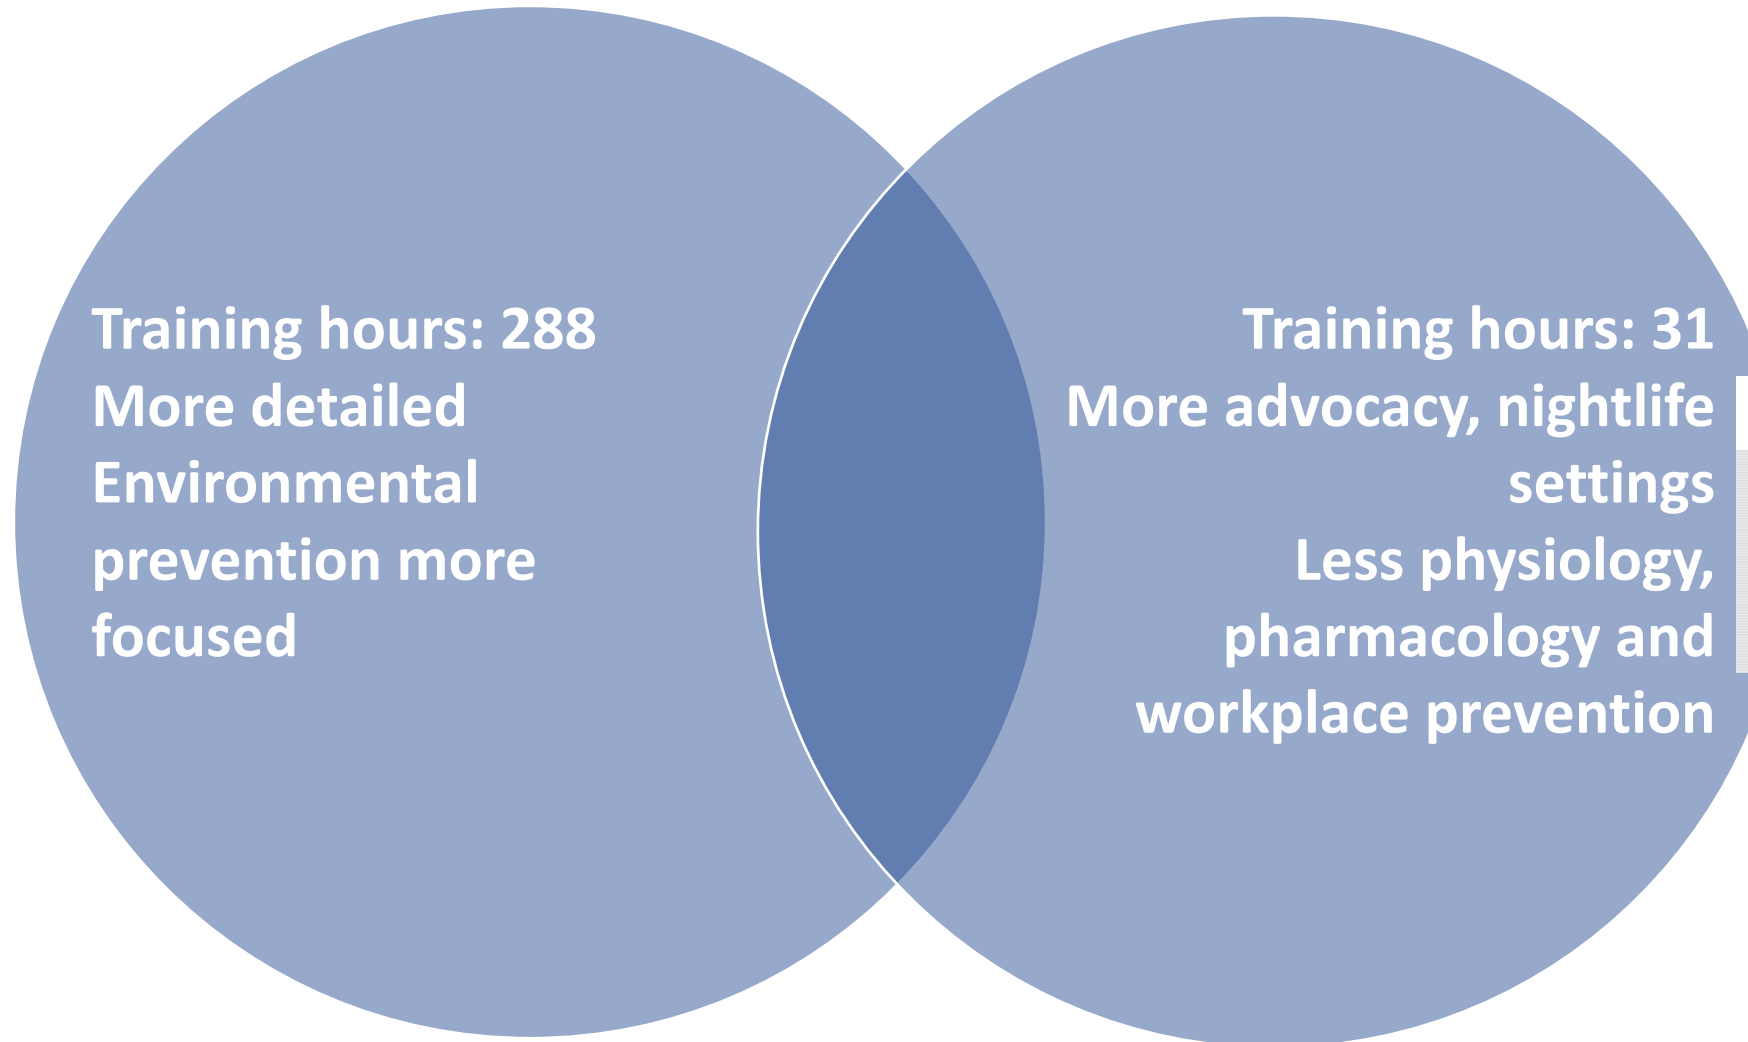 Training hours: 288
More detailed
Environmental
prevention more
focused
Training hours: 31
More advocacy, nightlife
settings
Less physiology,
pharmacology and
workplace prevention